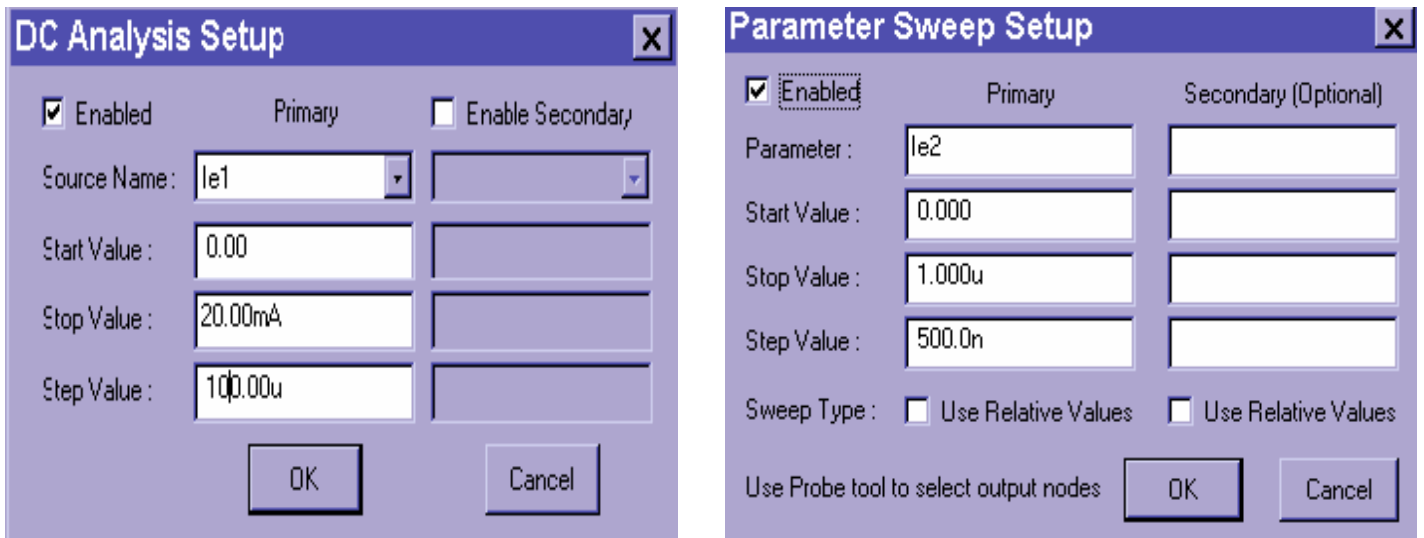 DC Analysis Setup
Enabled
Primary
Enable Secondary
Source Name :
Ie1
Start Value :
0.00
Stop Value :
20.00mA
Step Value :
100.00u
OK
Cancel
Parameter Sweep Setup
Enabled
Primary
Secondary (Optional)
Parameter :
Ie2
Start Value :
0.000
Stop Value :
1.000u
Step Value :
500.0n
Sweep Type :
Use Relative Values
Use Relative Values
Use Probe tool to select output nodes
OK
Cancel